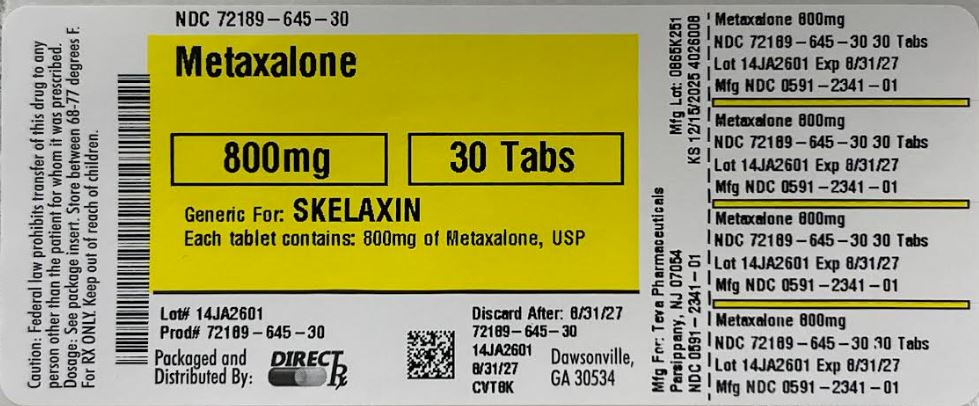 Caution: Federal law prohibits transfer of this drug to any
person other than the patient for whom it was prescribed.
Dosage: See package insert. Store between 68-77 degrees F.
For RX ONLY. Keep out of reach of children.
NDC 72189-645-30
Metaxalone
800mg
30 Tabs
Generic For: SKELAXIN
Each tablet contains: 800mg of Metaxalone, USP
Lot# 14JA2601
Prod# 72189-645-30
Packaged and
Distributed By:
DIRECT Rx
Discard After: 8/31/27
72189-645-30
14JA2601
8/31/27
CVT8K
Dawsonville,
GA 30534
Mfg Lot: 0865K251
KS 12/15/2025 4026008
Mfg For: Teva Pharmaceuticals
Parsippany, NJ 07054
NDC 0591-2341-01
Metaxalone 800mg
NDC 72189-645-30 30 Tabs
Lot 14JA2601 Exp 8/31/27
Mfg NDC 0591-2341-01
Metaxalone 800mg
NDC 72189-645-30 30 Tabs
Lot 14JA2601 Exp 8/31/27
Mfg NDC 0591-2341-01
Metaxalone 800mg
NDC 72189-645-30 30 Tabs
Lot 14JA2601 Exp 8/31/27
Mfg NDC 0591-2341-01
Metaxalone 800mg
NDC 72189-645-30 30 Tabs
Lot 14JA2601 Exp 8/31/27
Mfg NDC 0591-2341-01